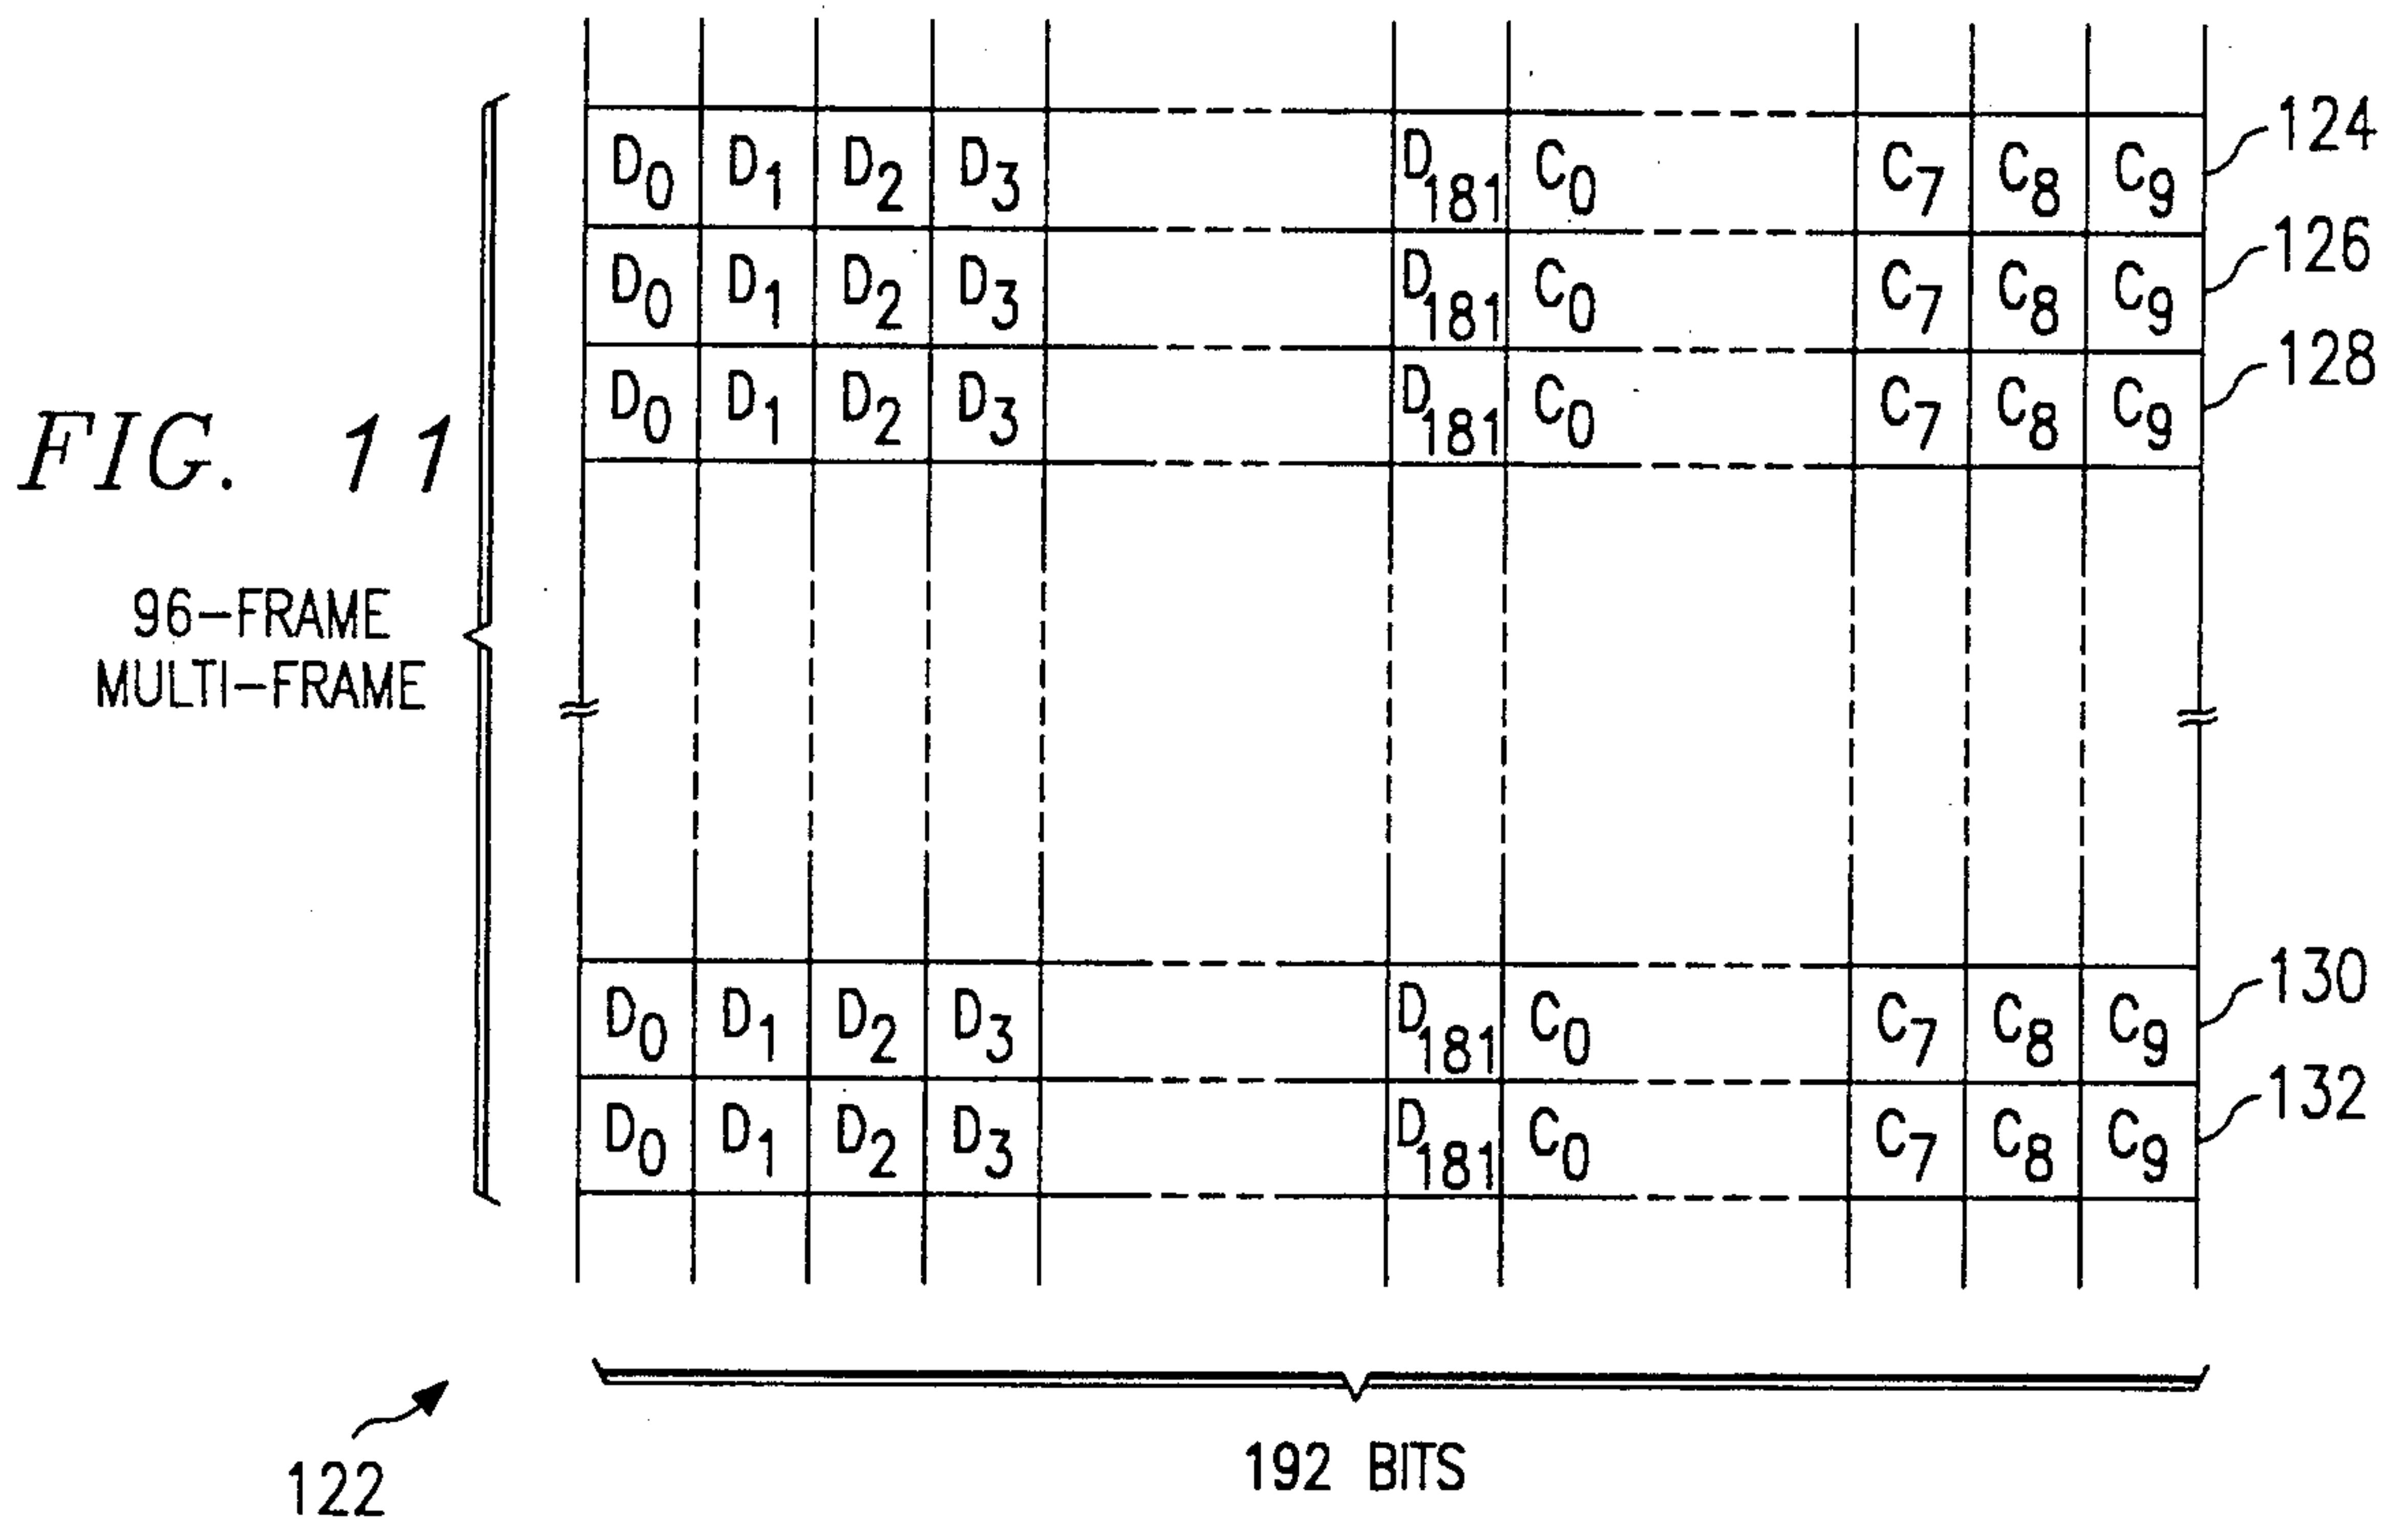 D0 D1 D2 D3 D181 C0 C7 C8 C9 124
D0 D1 D2 D3 D181 C0 C7 C8 C9 126
D0 D1 D2 D3 D181 C0 C7 C8 C9 128
FIG. 11
96-FRAME
MULTI-FRAME
D0 D1 D2 D3 D181 C0 C7 C8 C9 130
D0 D1 D2 D3 D181 C0 C7 C8 C9 132
192 BITS
122